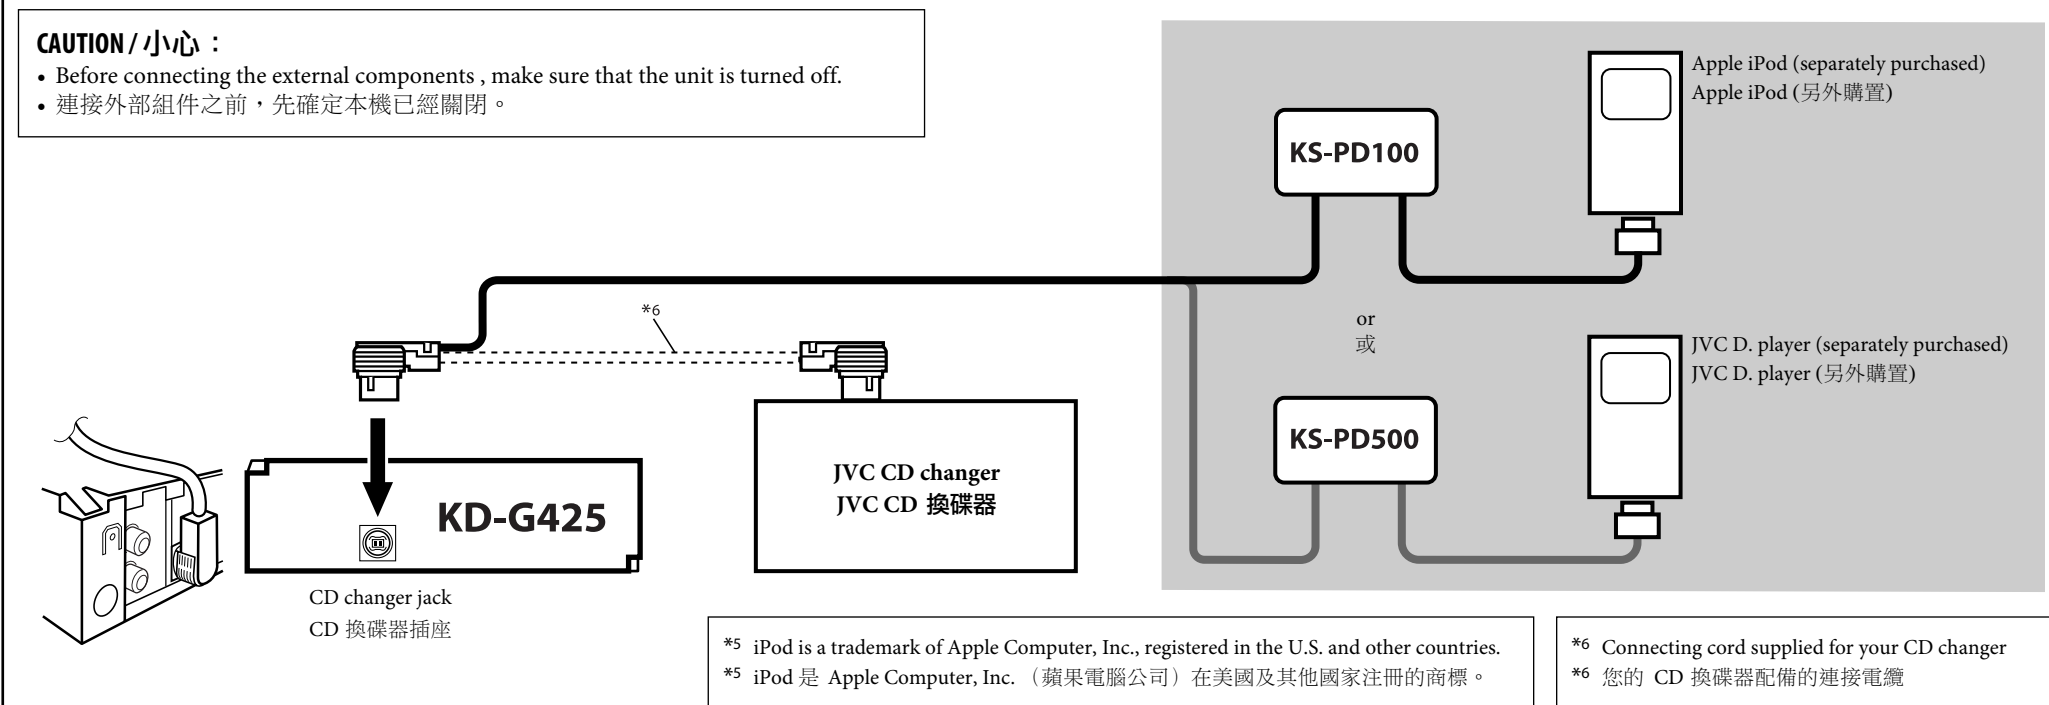 CAUTION / 小心：
• Before connecting the external components , make sure that the unit is turned off.
• 連接外部組件之前，先確定本機已經關閉。
Apple iPod (separately purchased)
Apple iPod (另外購置)
KS-PD100
*6
or
或
JVC D. player (separately purchased)
JVC D. player (另外購置)
KS-PD500
JVC CD changer
JVC CD 換碟器
KD-G425
CD changer jack
CD 換碟器插座
*5 iPod is a trademark of Apple Computer, Inc., registered in the U.S. and other countries.
*5 iPod 是 Apple Computer, Inc. （蘋果電腦公司）在美國及其他國家注冊的商標。
*6 Connecting cord supplied for your CD changer
*6 您的 CD 換碟器配備的連接電纜